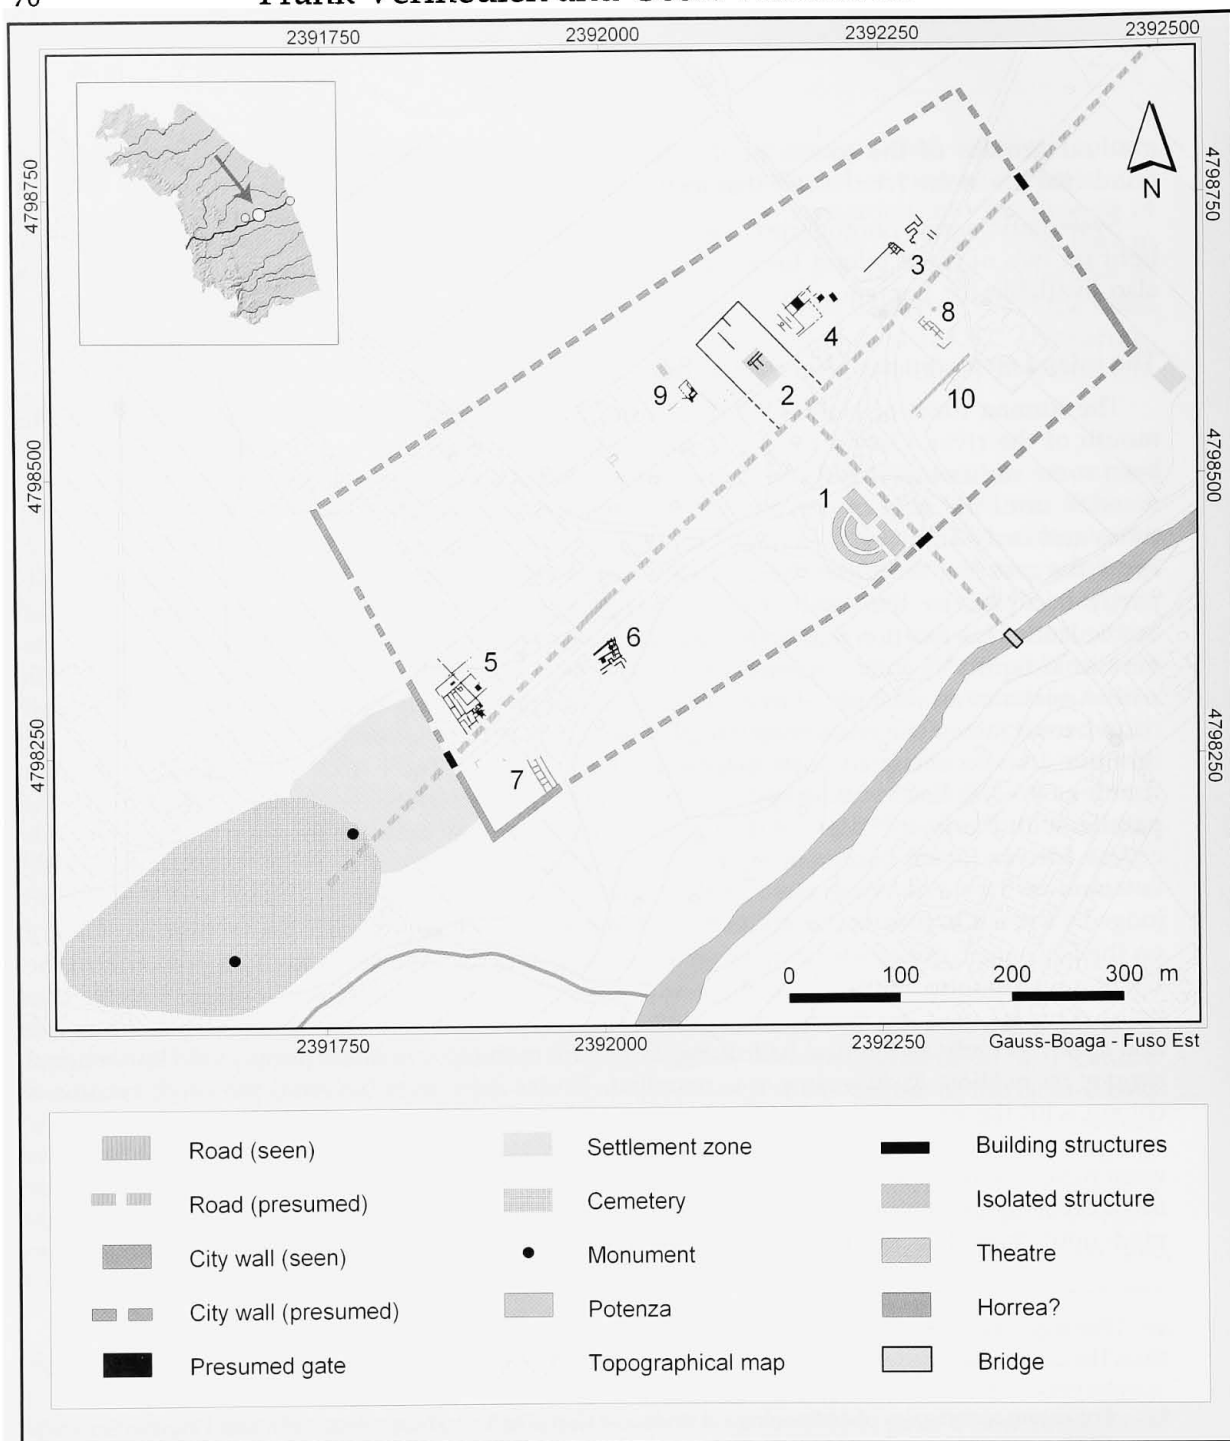 70
2391750 2392000 2392250 2392500
4798750
4798500
4798250
4798750
4798500
4798250
N
3
8
4
9
2
10
1
6
5
7
0 100 200 300 m
2391750 2392000 2392250
Gauss-Boaga - Fuso Est
Road (seen)
Road (presumed)
City wall (seen)
City wall (presumed)
Presumed gate
Settlement zone
Cemetery
Monument
Potenza
Topographical map
Building structures
Isolated structure
Theatre
Horrea?
Bridge